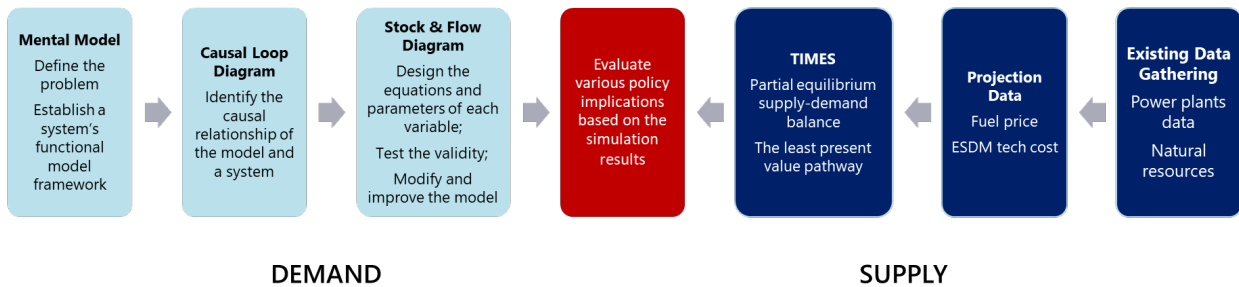 Mental Model
Define the
problem
Establish a
system's
functional
model
framework
Causal Loop
Diagram
Identify the
causal
relationship of
the model and
a system
Stock & Flow
Diagram
Design the
equations and
parameters of each
variable;
Test the validity;
Modify and
improve the model
Evaluate
various policy
implications
based on the
simulation
results
TIMES
Partial equilibrium
supply-demand
balance
The least present
value pathway
Projection
Data
Fuel price
ESDM tech cost
Existing Data
Gathering
Power plants
data
Natural
resources
DEMAND
SUPPLY